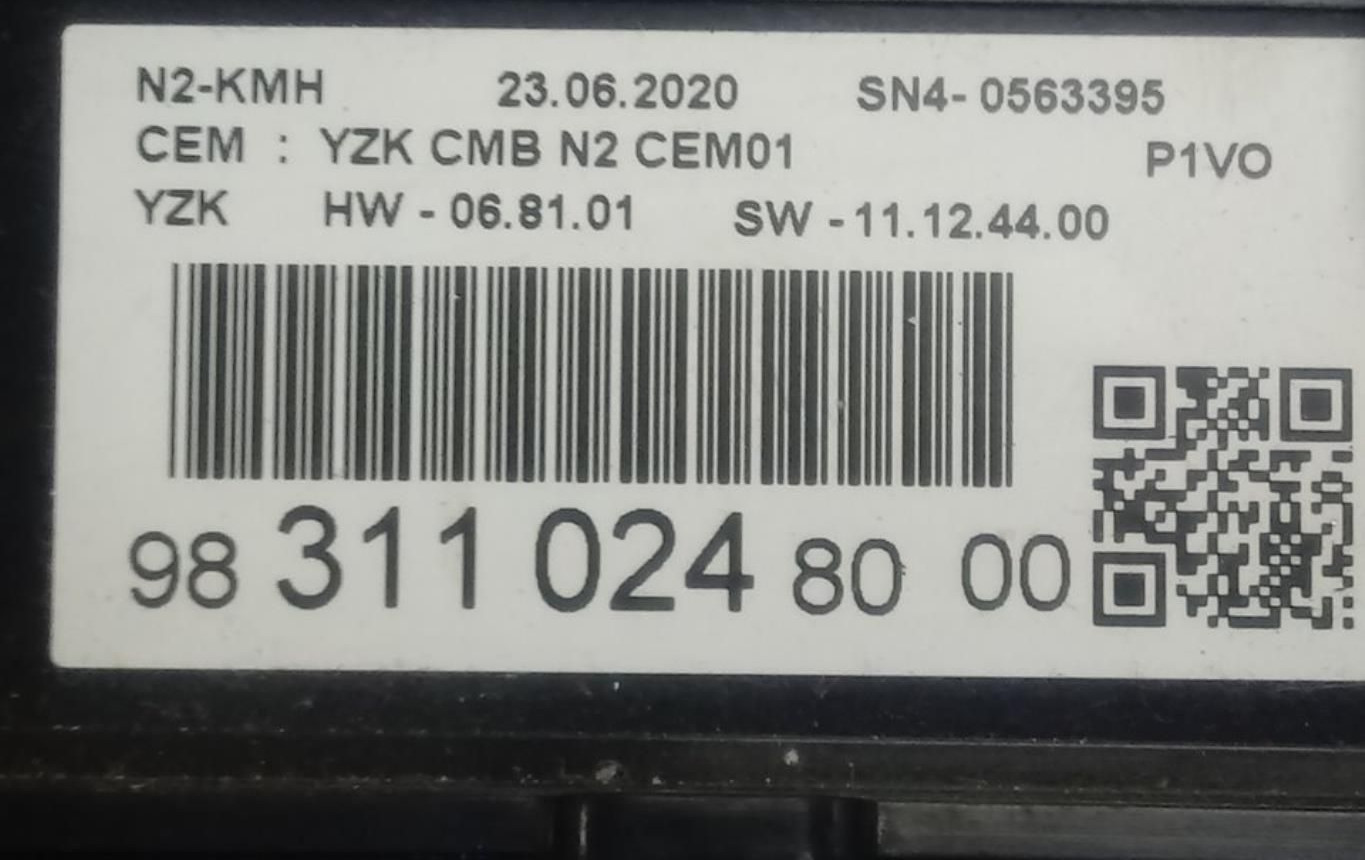 N2-KMH 23.06.2020 SN4- 0563395
CEM : YZK CMB N2 CEM01 P1VO
YZK HW - 06.81.01 SW - 11.12.44.00
98 311 024 80 00